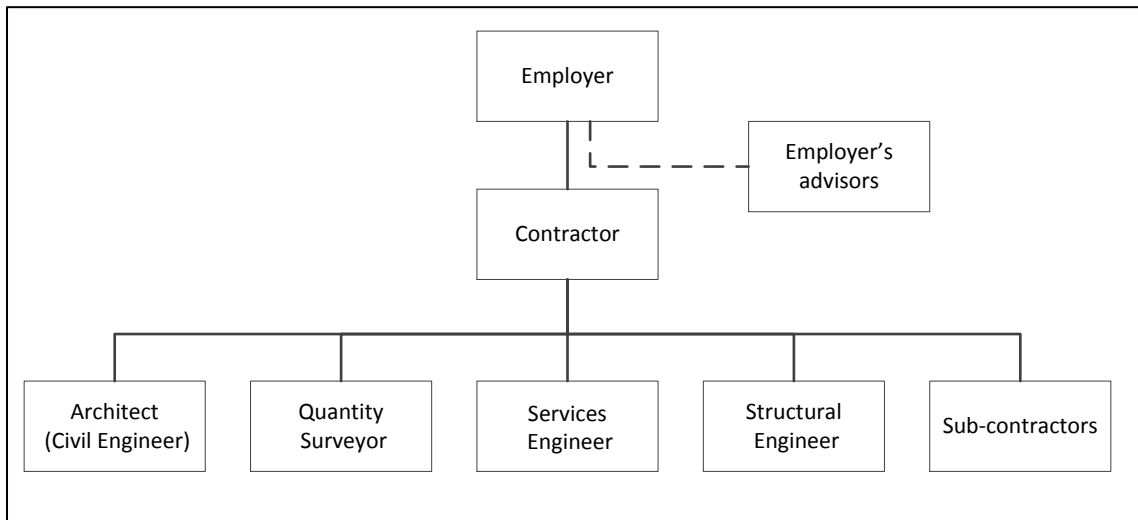 Employer
Employer's
advisors
Contractor
Architect
(Civil Engineer)
Quantity
Surveyor
Services
Engineer
Structural
Engineer
Sub-contractors